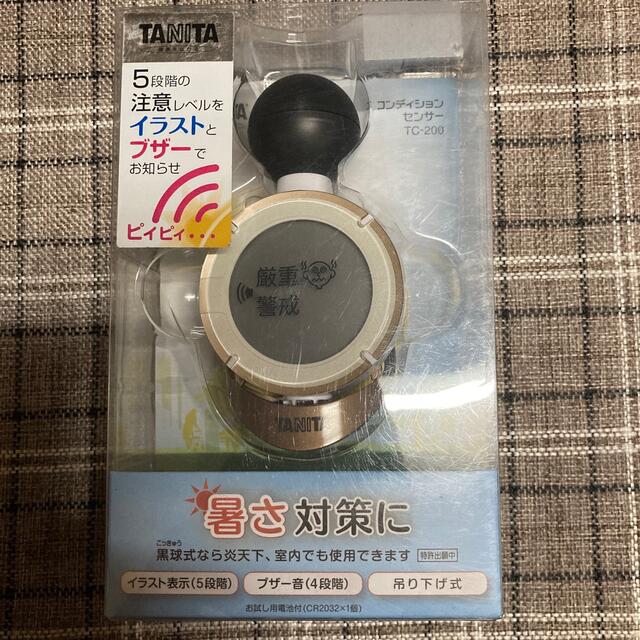 TANITA
5段階の
注意レベルを
イラストと
ブザーで
お知らせ
ピィピィ・・・
コンディション
センサー
TC-200
厳重
警戒
TANITA
暑さ対策に
こっきゅう
黒球式なら炎天下、室内でも使用できます 特許出願中
イラスト表示(5段階) ブザー音(4段階) 吊り下げ式
お試し用電池付(CR2032×1個)